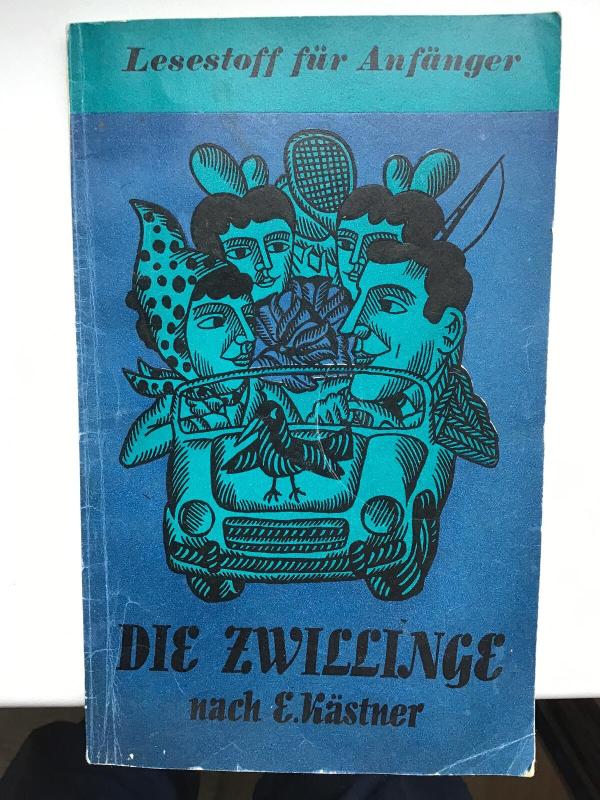 Lesestoff für Anfänger
DIE ZWILLINGE
nach E. Kästner